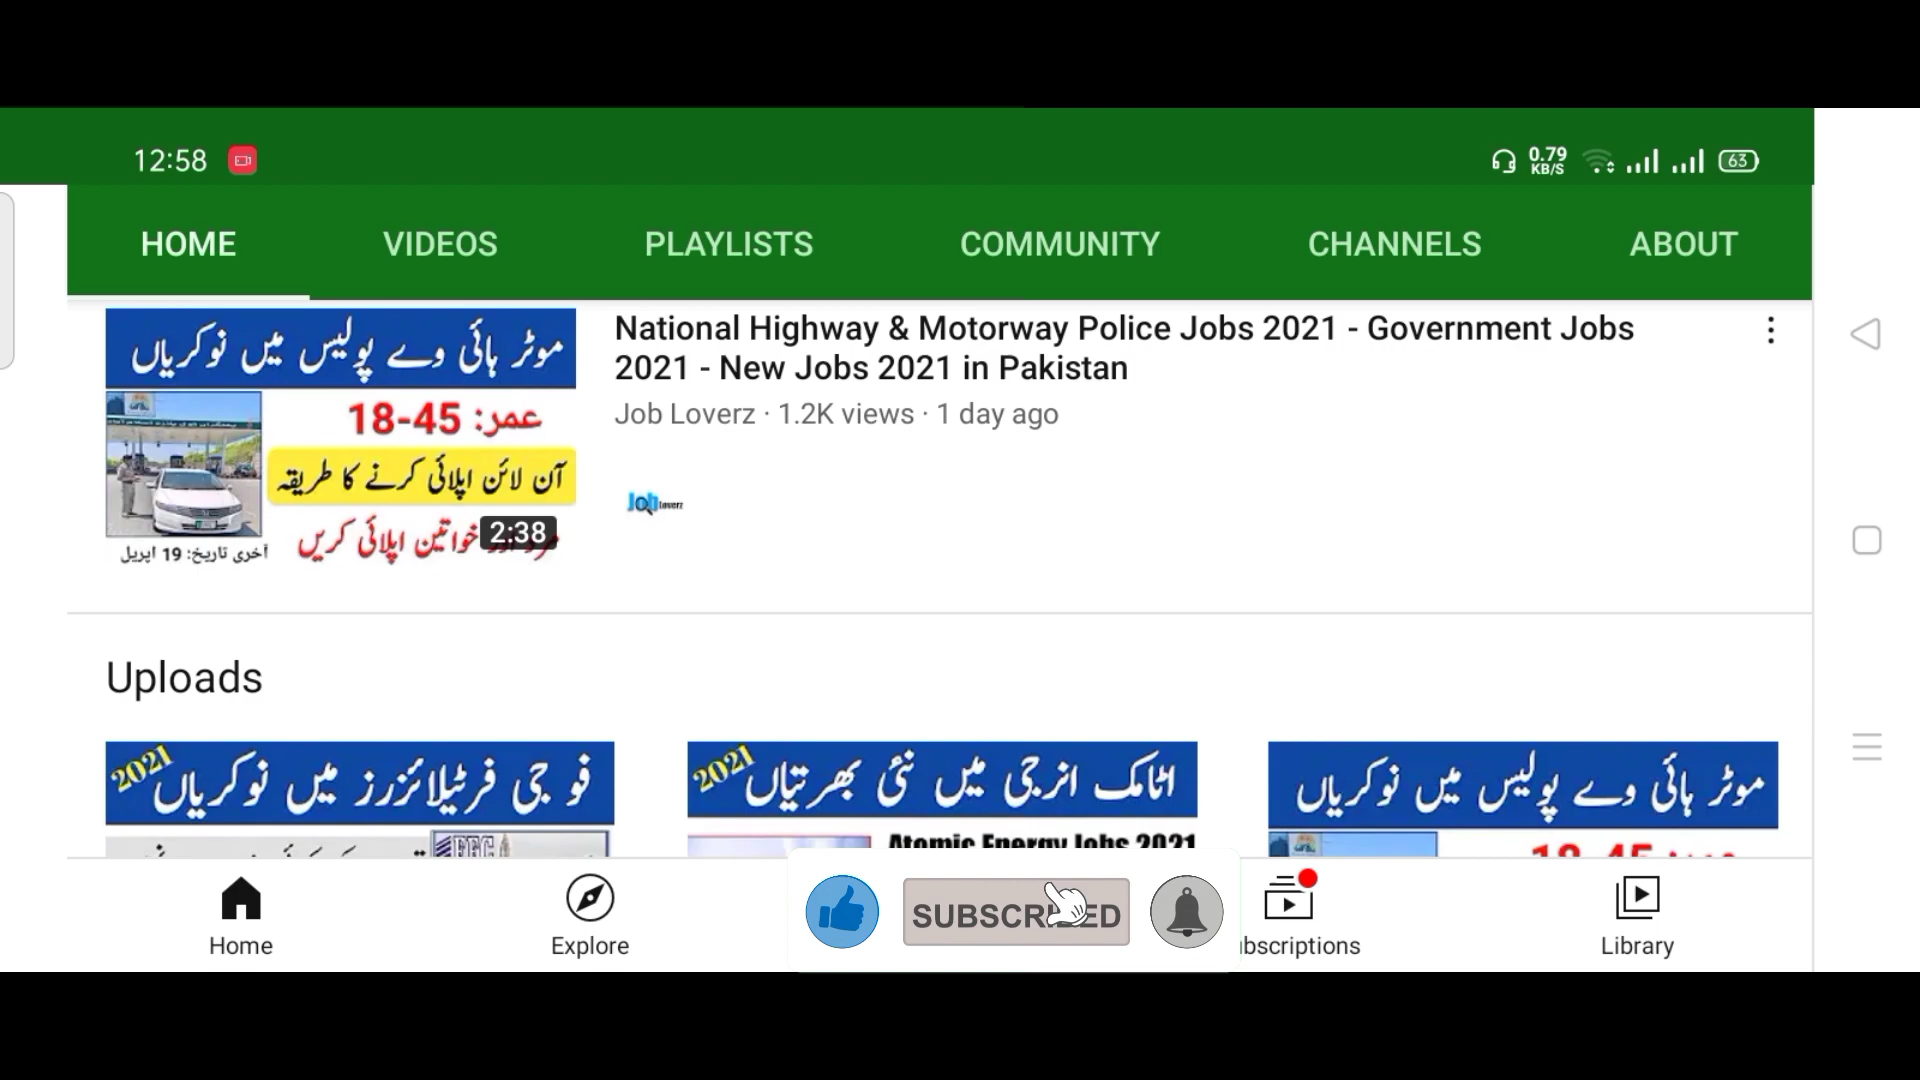 12:58
0.79
KB/S
63
HOME
VIDEOS
PLAYLISTS
COMMUNITY
CHANNELS
ABOUT
موٹر ہائی وے پولیس میں نوکریاں
عمر: 18-45
آن لائن اپلائی کرنے کا طریقہ
خواتین اپلائی کریں
آخری تاریخ: 19 اپریل
2:38
National Highway & Motorway Police Jobs 2021 - Government Jobs
2021 - New Jobs 2021 in Pakistan
Job Loverz · 1.2K views · 1 day ago
Job Loverz
Uploads
2021
فوجی فرٹیلائزرز میں نوکریاں
2021
اٹامک انرجی میں نئی بھرتیاں
Atomic Energy Jobs 2021
موٹر ہائی وے پولیس میں نوکریاں
Home
Explore
SUBSCRIBED
bscriptions
Library